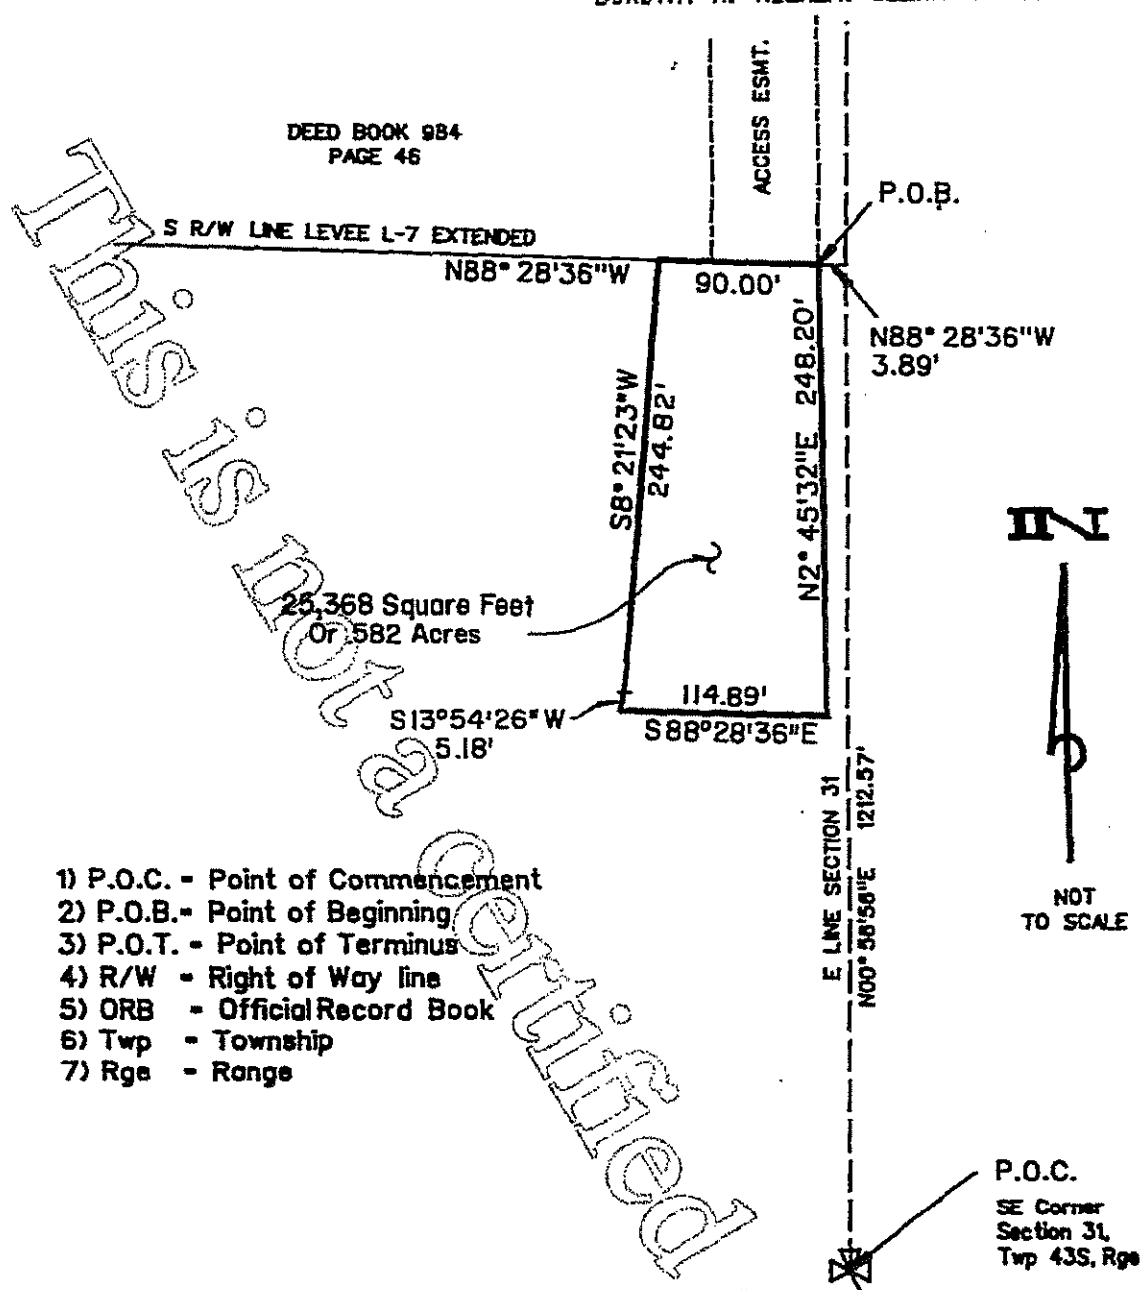 ACCESS ESMT.
DEED BOOK 984
PAGE 46
P.O.B.
S R/W LINE LEVEE L-7 EXTENDED
N88° 28'36"W
90.00'
N88° 28'36"W
3.89'
S8° 21'23"W
244.82'
N2° 45'32"E 248.20'
25,368 Square Feet
Or .582 Acres
S13°54'26"W
5.18'
114.89'
S88°28'36"E
N
NOT
TO SCALE
E LINE SECTION 31
N00° 56'56"E 1212.57'
1) P.O.C. = Point of Commencement
2) P.O.B. = Point of Beginning
3) P.O.T. = Point of Terminus
4) R/W = Right of Way line
5) ORB = Official Record Book
6) Twp = Township
7) Rge = Range
P.O.C.
SE Corner
Section 31,
Twp 43S, Rge
This is not a certified